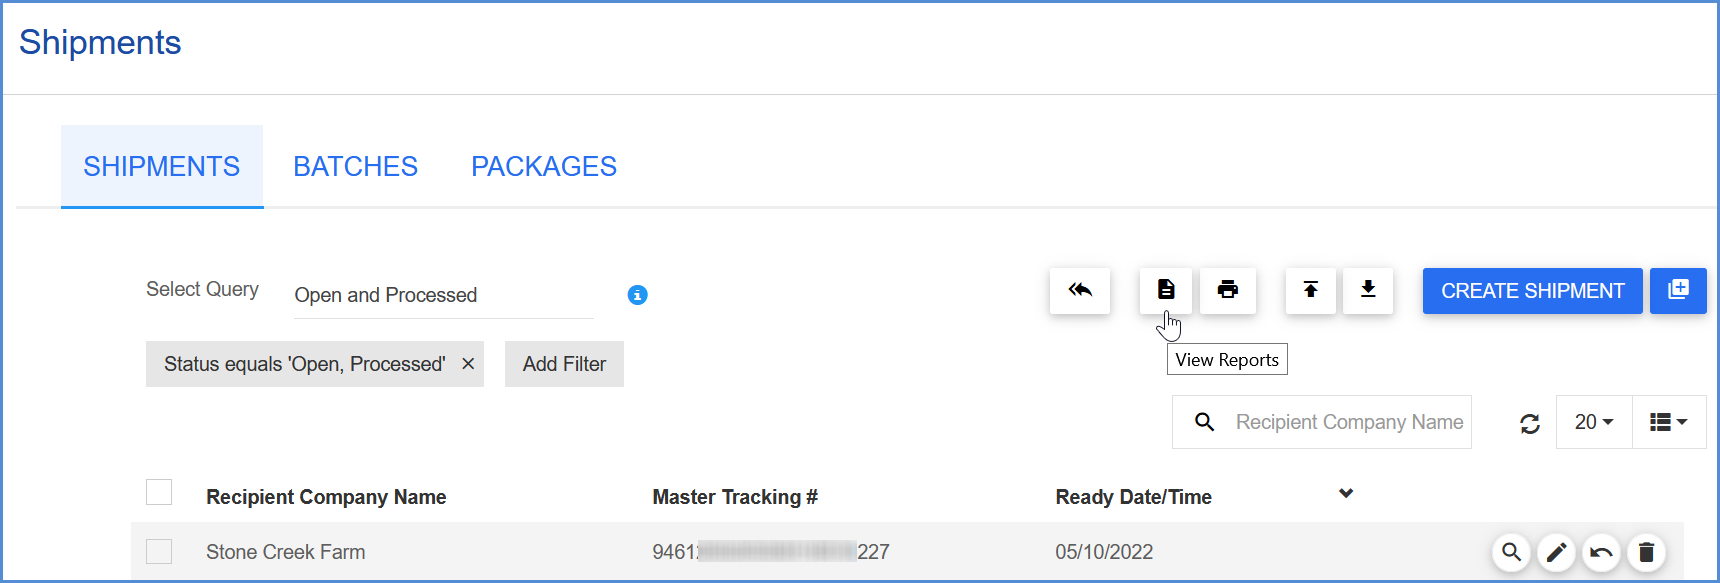 Shipments
SHIPMENTS BATCHES PACKAGES
Select Query Open and Processed CREATE SHIPMENT
Status equals 'Open, Processed' × Add Filter View Reports
Recipient Company Name 20
Recipient Company Name Master Tracking # Ready Date/Time
Stone Creek Farm 9461 227 05/10/2022